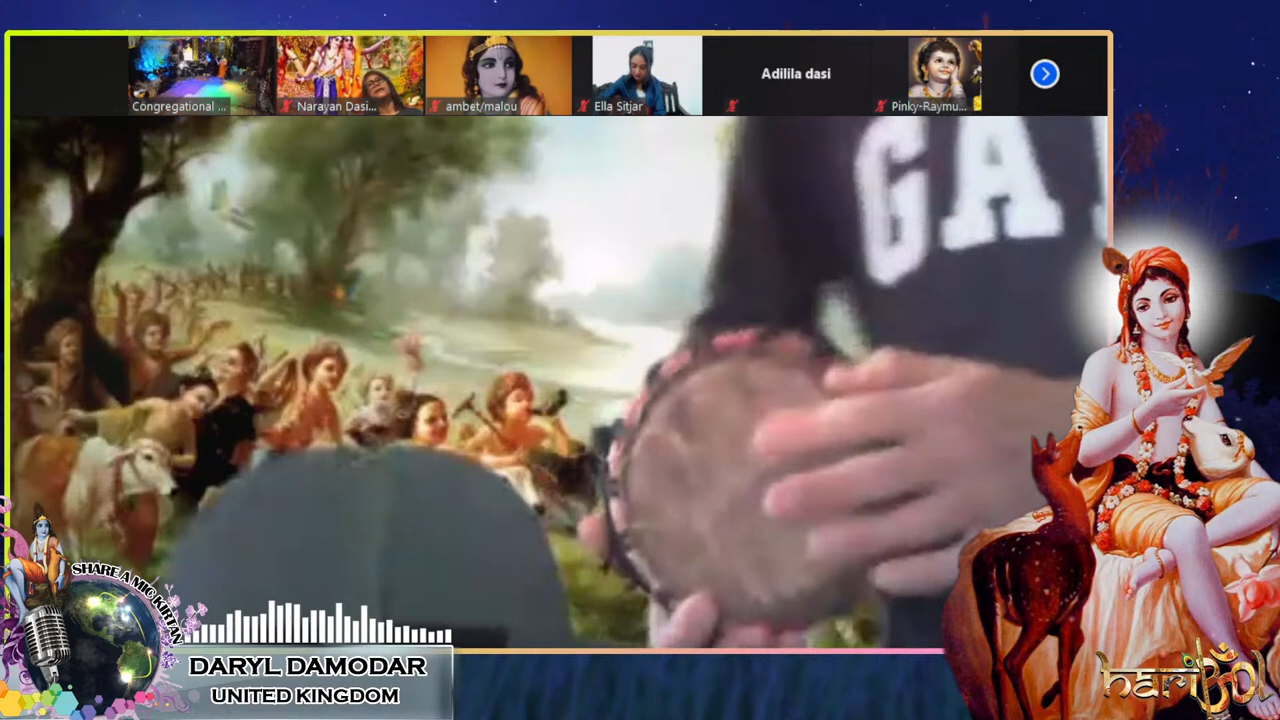 Congregational ...
Narayan Dasi...
ambet/malou
Ella Sitjar
Adilila dasi
Pinky-Raymu...
GA
SHARE A MIC KIRTAN
DARYL DAMODAR
UNITED KINGDOM
haribol